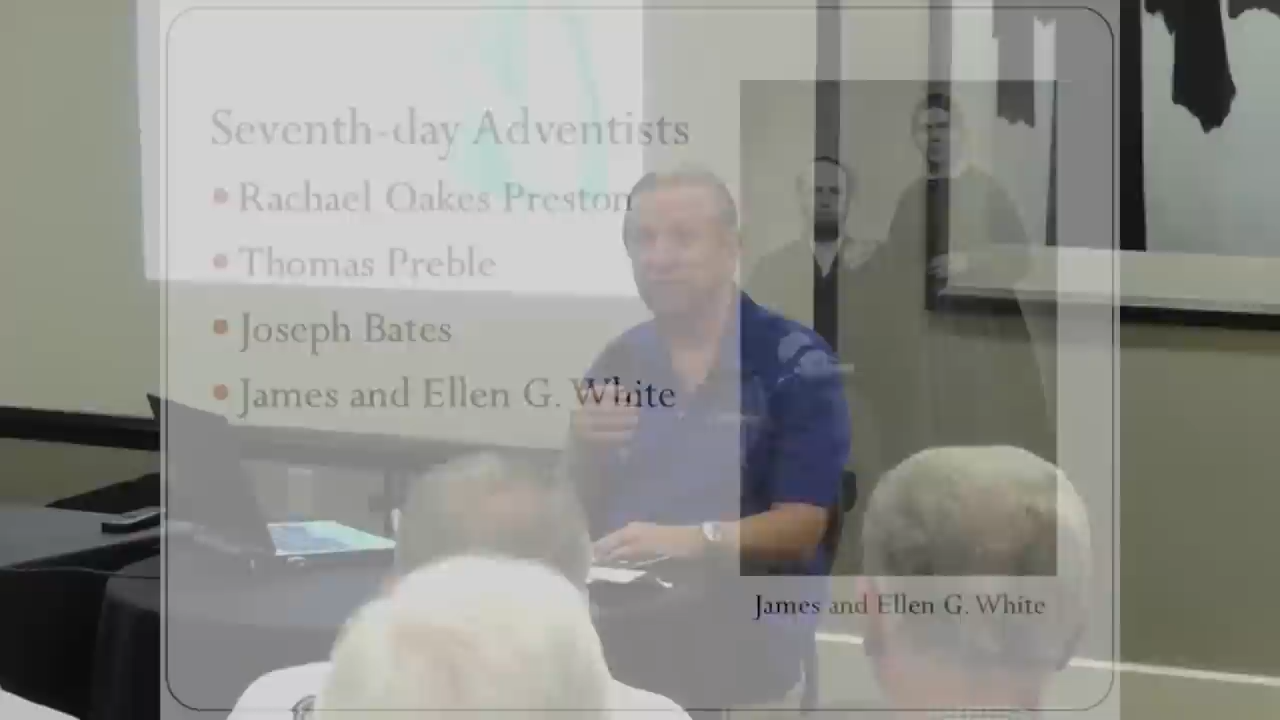 Seventh-day Adventists
• Rachael Oakes Preston
• Thomas Preble
• Joseph Bates
• James and Ellen G. White
James and Ellen G. White